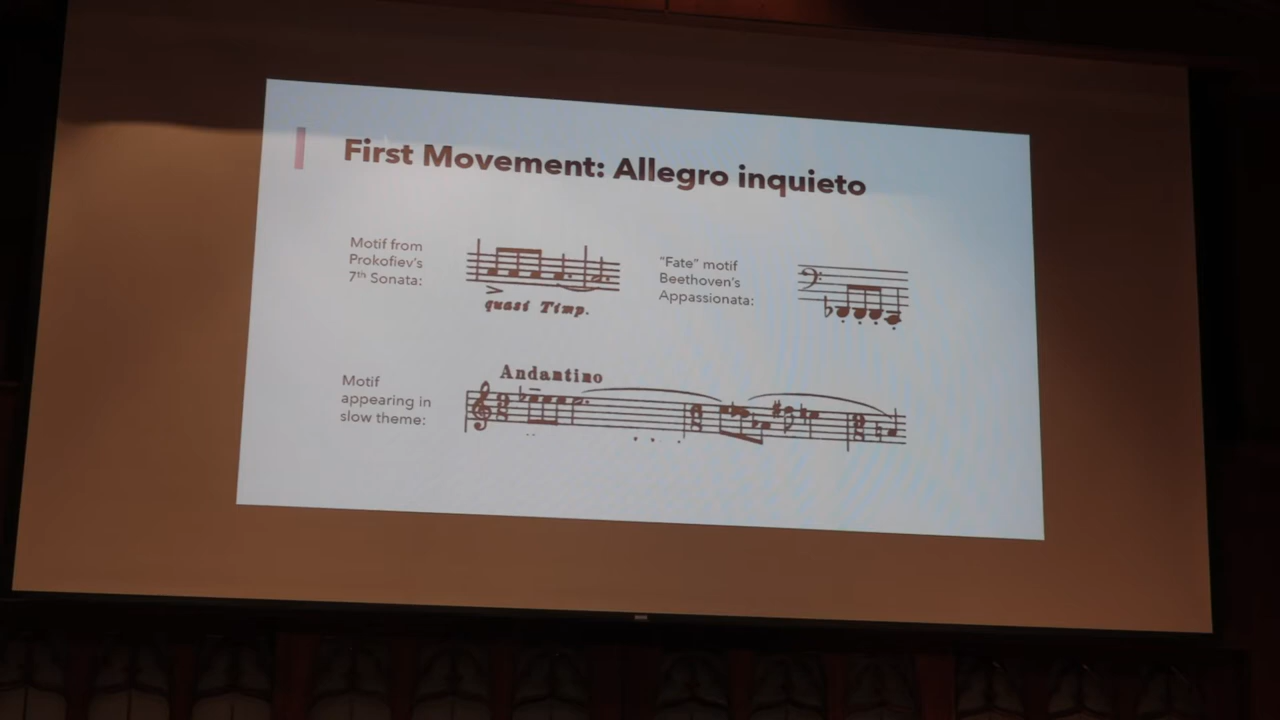 First Movement: Allegro inquieto
Motif from
Prokofiev's
7th Sonata:
quasi Timp.
"Fate" motif
Beethoven's
Appassionata:
Motif
appearing in
slow theme:
Andantino